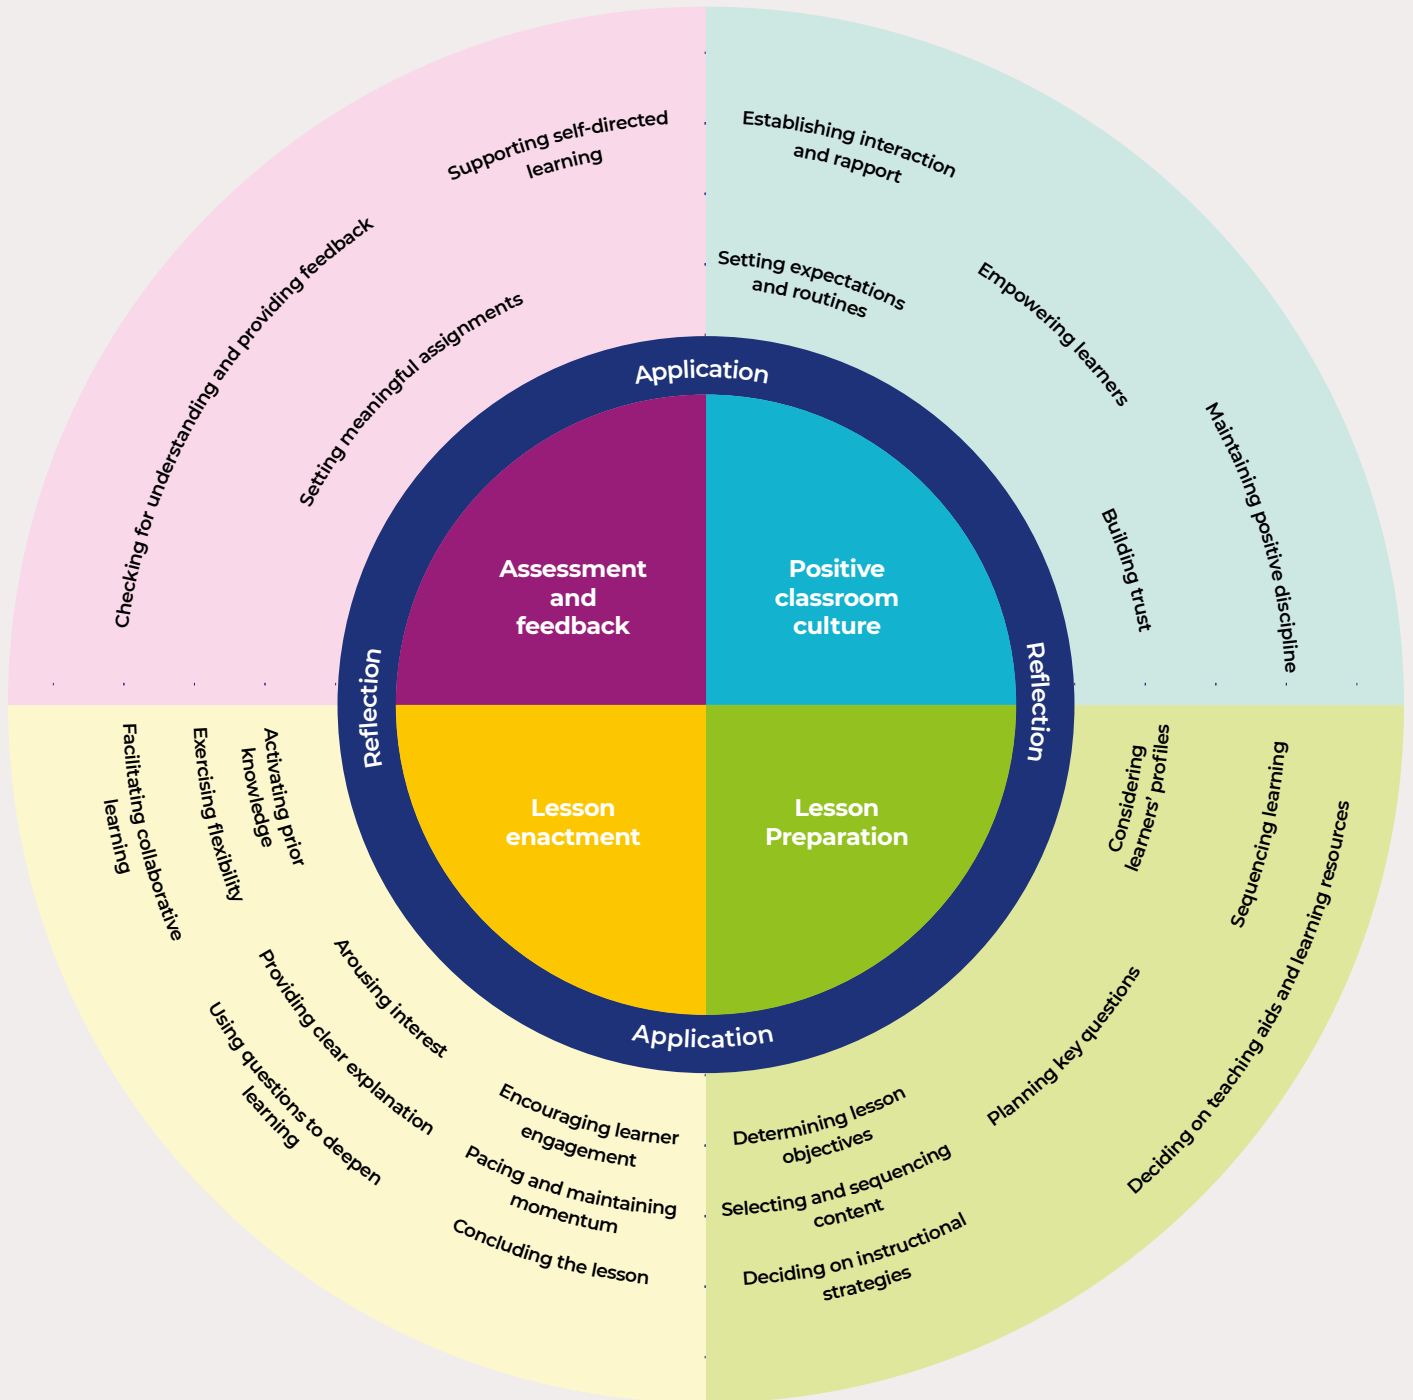 Supporting self-directed
learning
Checking for understanding and providing feedback
Setting meaningful assignments
Establishing interaction
and rapport
Setting expectations
and routines
Empowering learners
Maintaining positive discipline
Building trust
Application
Reflection
Reflection
Application
Assessment
and
feedback
Positive
classroom
culture
Lesson
enactment
Lesson
Preparation
Activating prior
knowledge
Exercising flexibility
Facilitating collaborative
learning
Arousing interest
Providing clear explanation
Using questions to deepen
learning
Encouraging learner
engagement
Pacing and maintaining
momentum
Concluding the lesson
Considering
learners' profiles
Sequencing learning
Deciding on teaching aids and learning resources
Planning key questions
Determining lesson
objectives
Selecting and sequencing
content
Deciding on instructional
strategies